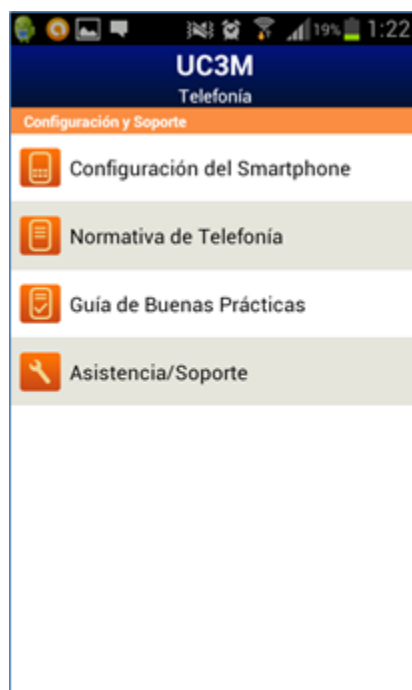 19% 1:22
UC3M
Telefonía
Configuración y Soporte
Configuración del Smartphone
Normativa de Telefonía
Guía de Buenas Prácticas
Asistencia/Soporte